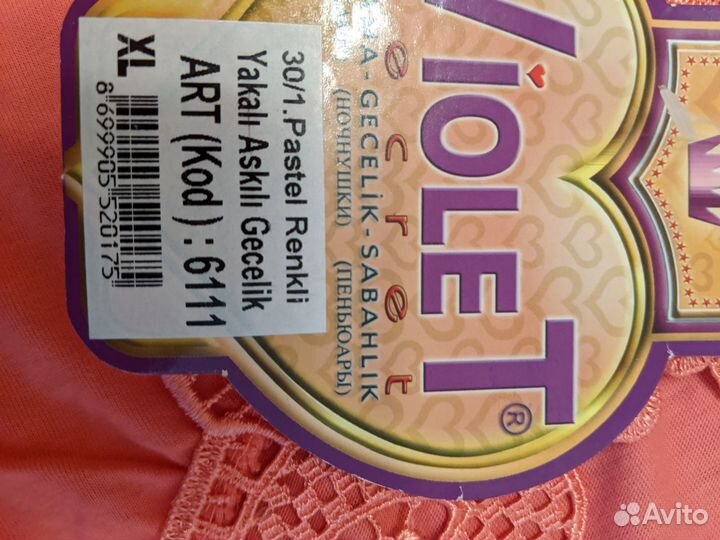 ViOLET®
ecret
GECELİK - SABAHLIK
(НОЧНУШКИ) (ПЕНЬЮАРЫ)
30/1.Pastel Renkli
Yakalı Askılı Gecelik
ART (Kod) : 6111
XL
8 699905 520175
Avito